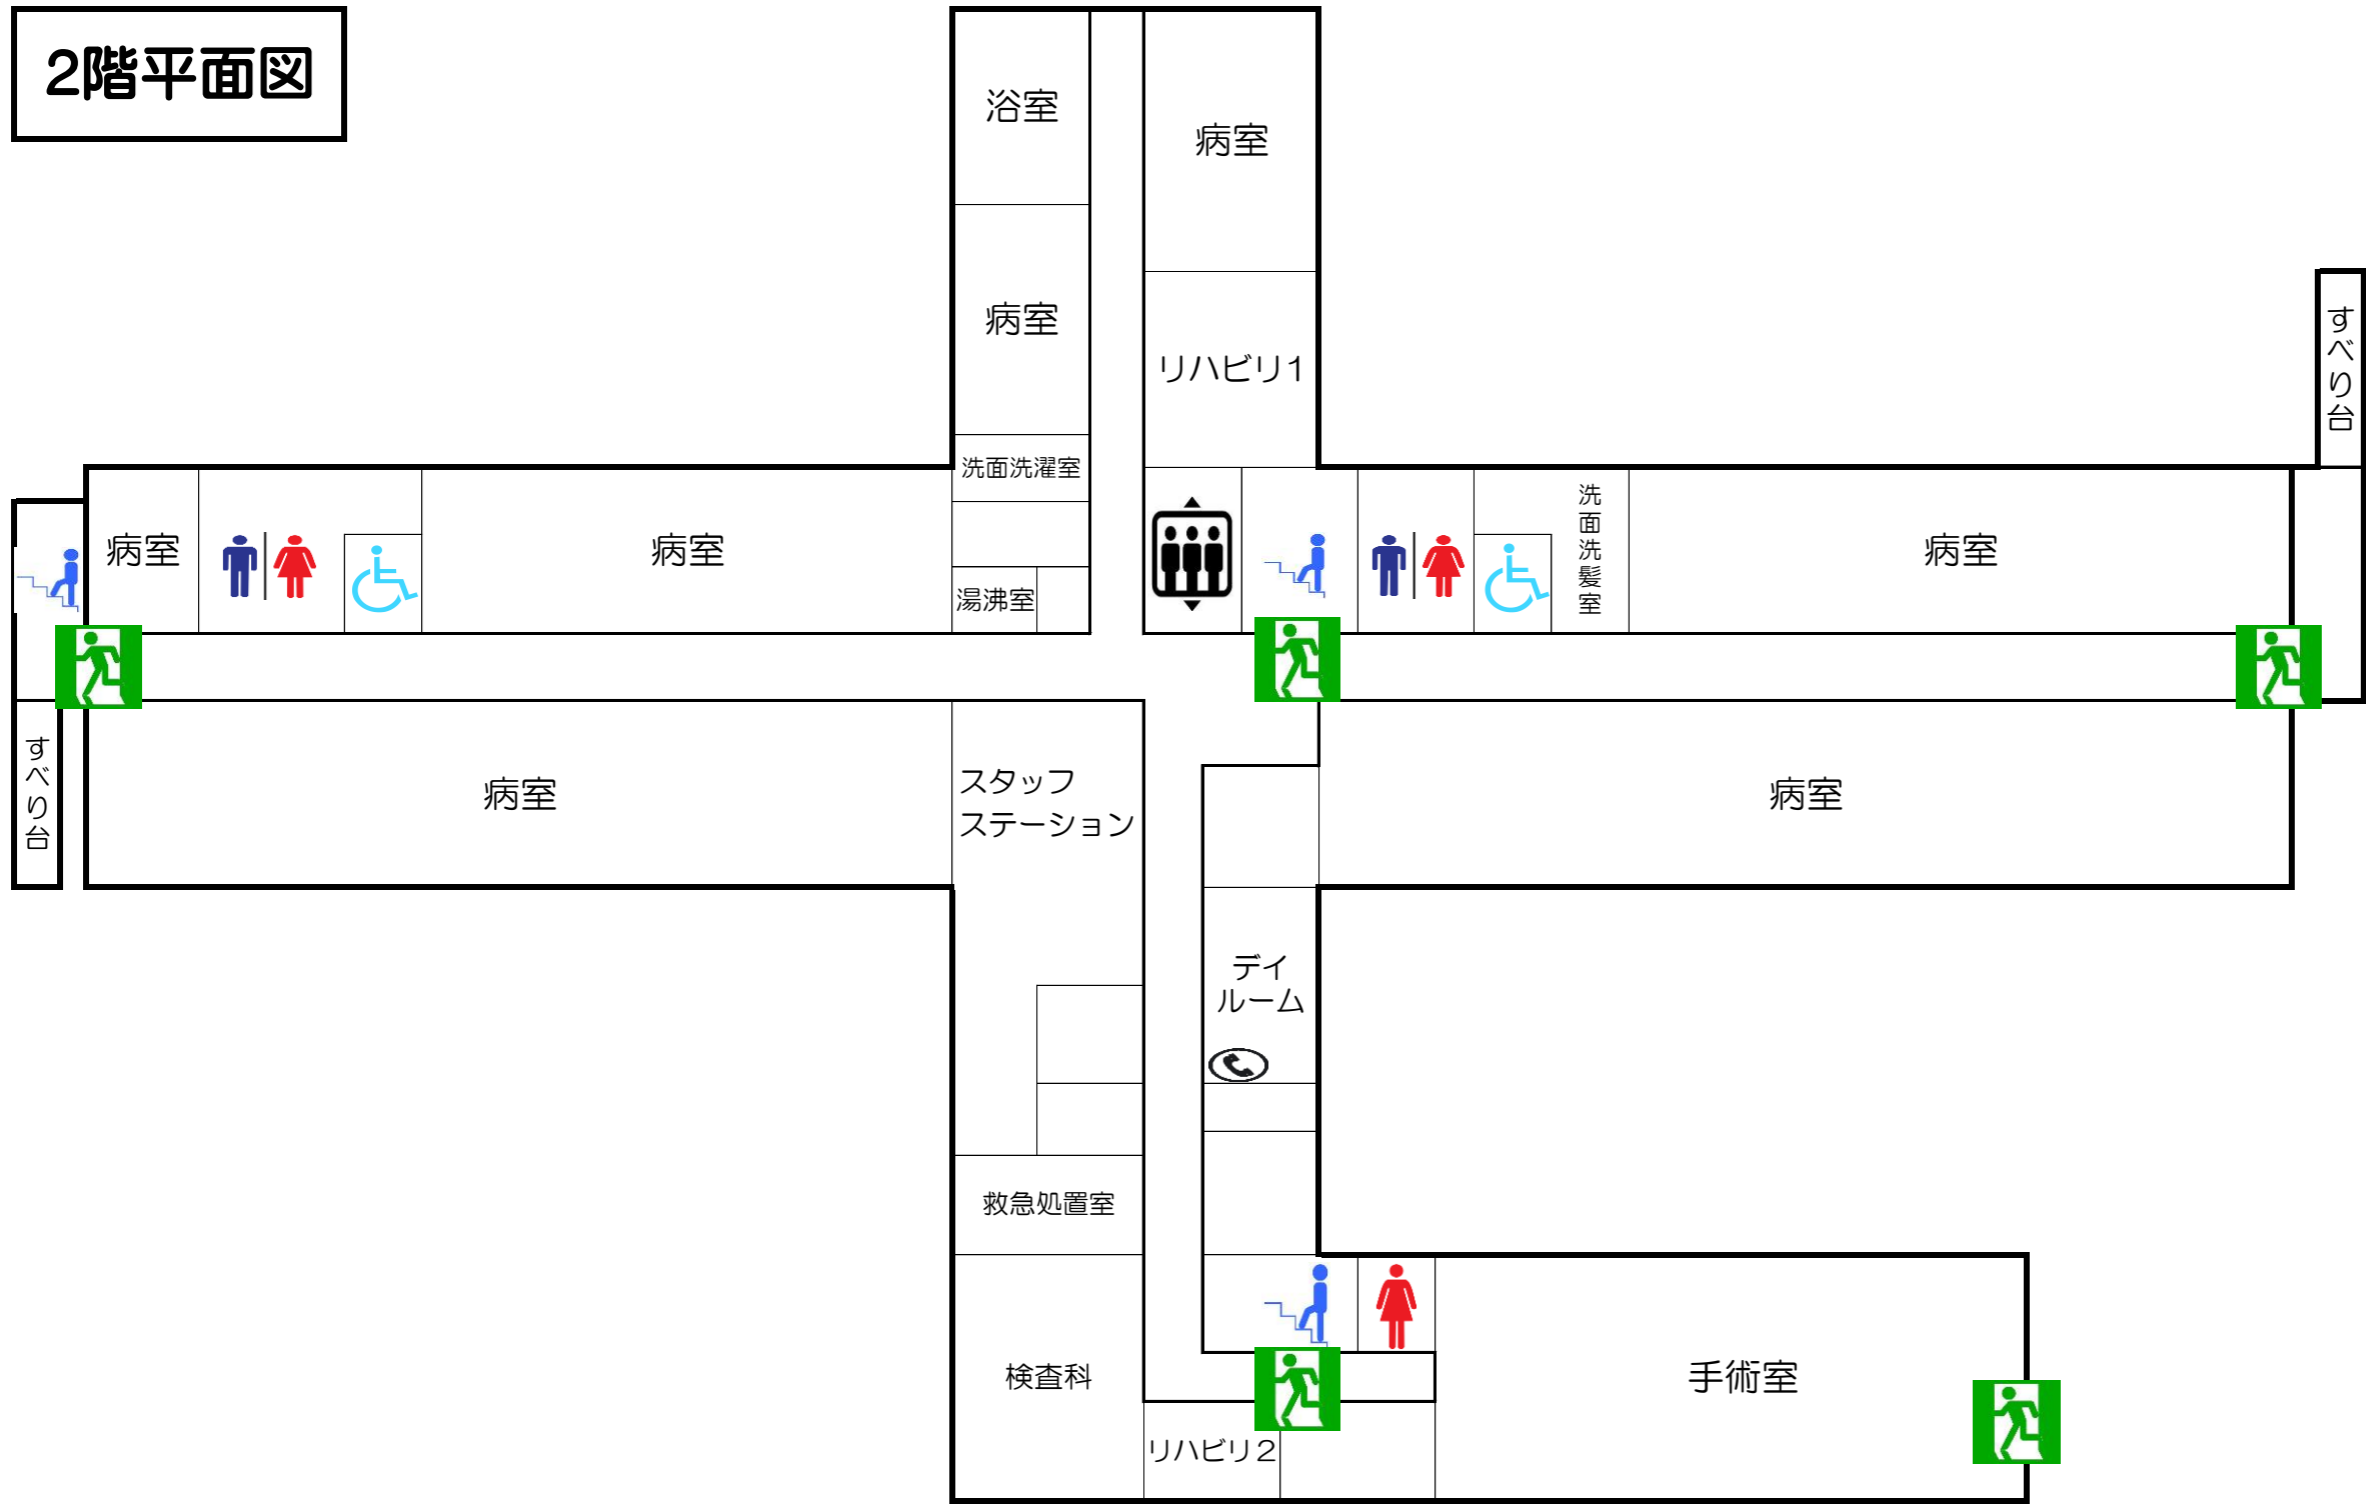 2階平面図
浴室
病室
病室
リハビリ1
すべり台
洗面洗濯室
病室
病室
湯沸室
洗面洗髪室
病室
すべり台
病室
スタッフ
ステーション
病室
デイ
ルーム
救急処置室
検査科
手術室
リハビリ2